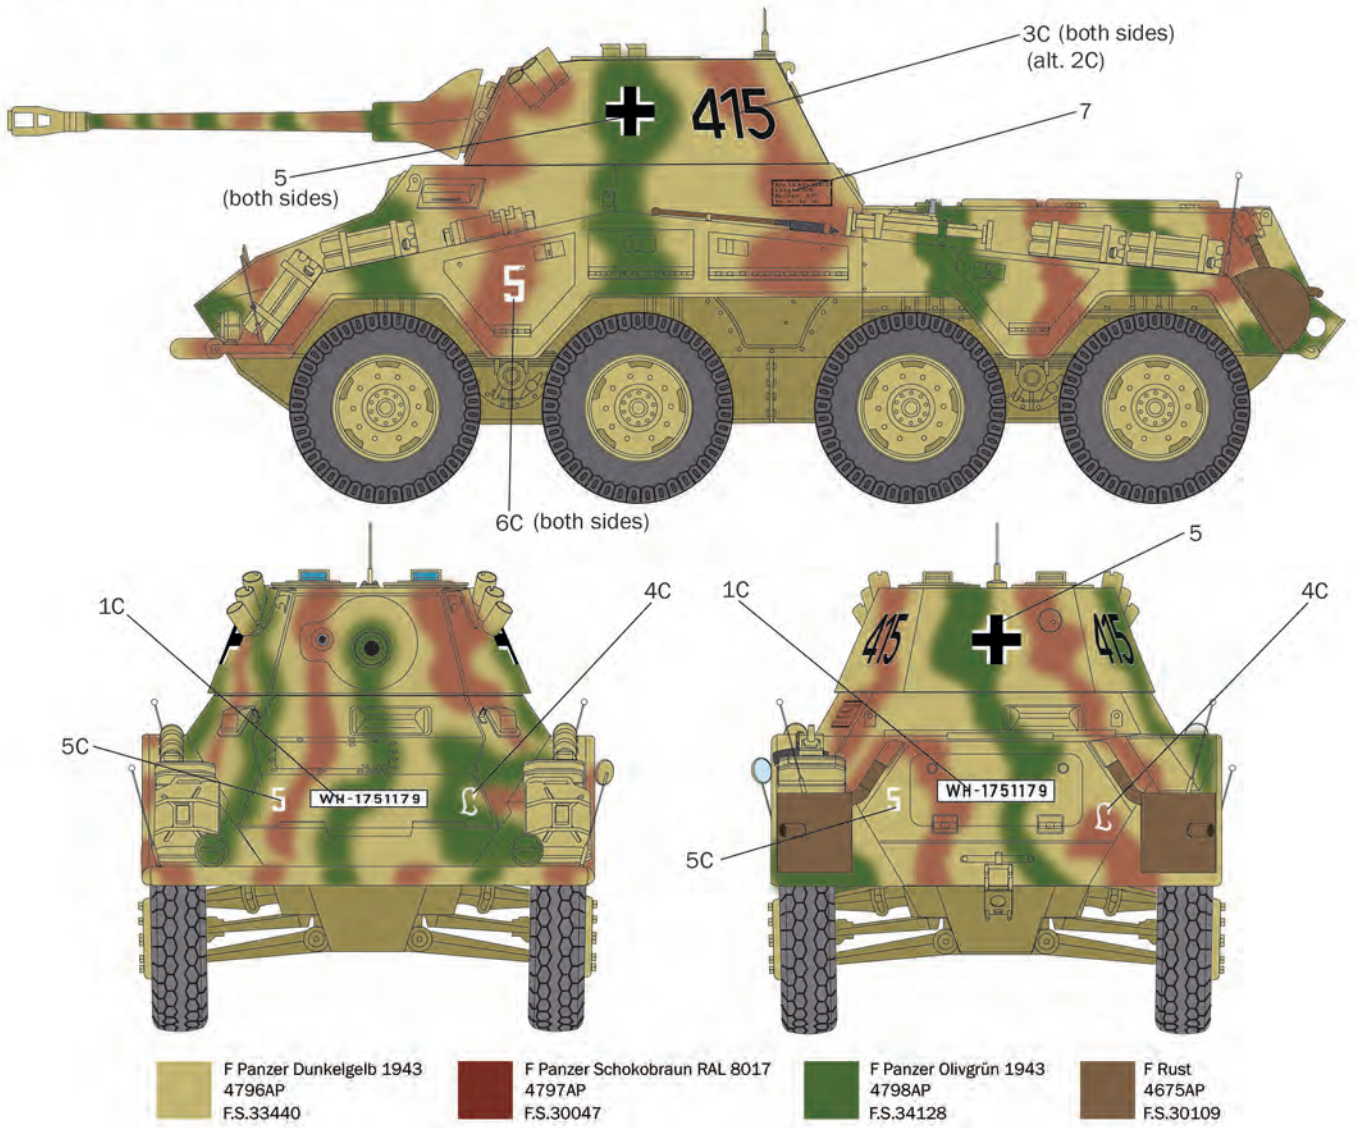 3C (both sides)
(alt. 2C)
7
415
5
(both sides)
5
6C (both sides)
5
1C
4C
1C
4C
415
415
5C
5
WH-1751179
5
WH-1751179
5C
F Panzer Dunkelgelb 1943
4796AP
F.S.33440
F Panzer Schokobraun RAL 8017
4797AP
F.S.30047
F Panzer Olivgrün 1943
4798AP
F.S.34128
F Rust
4675AP
F.S.30109